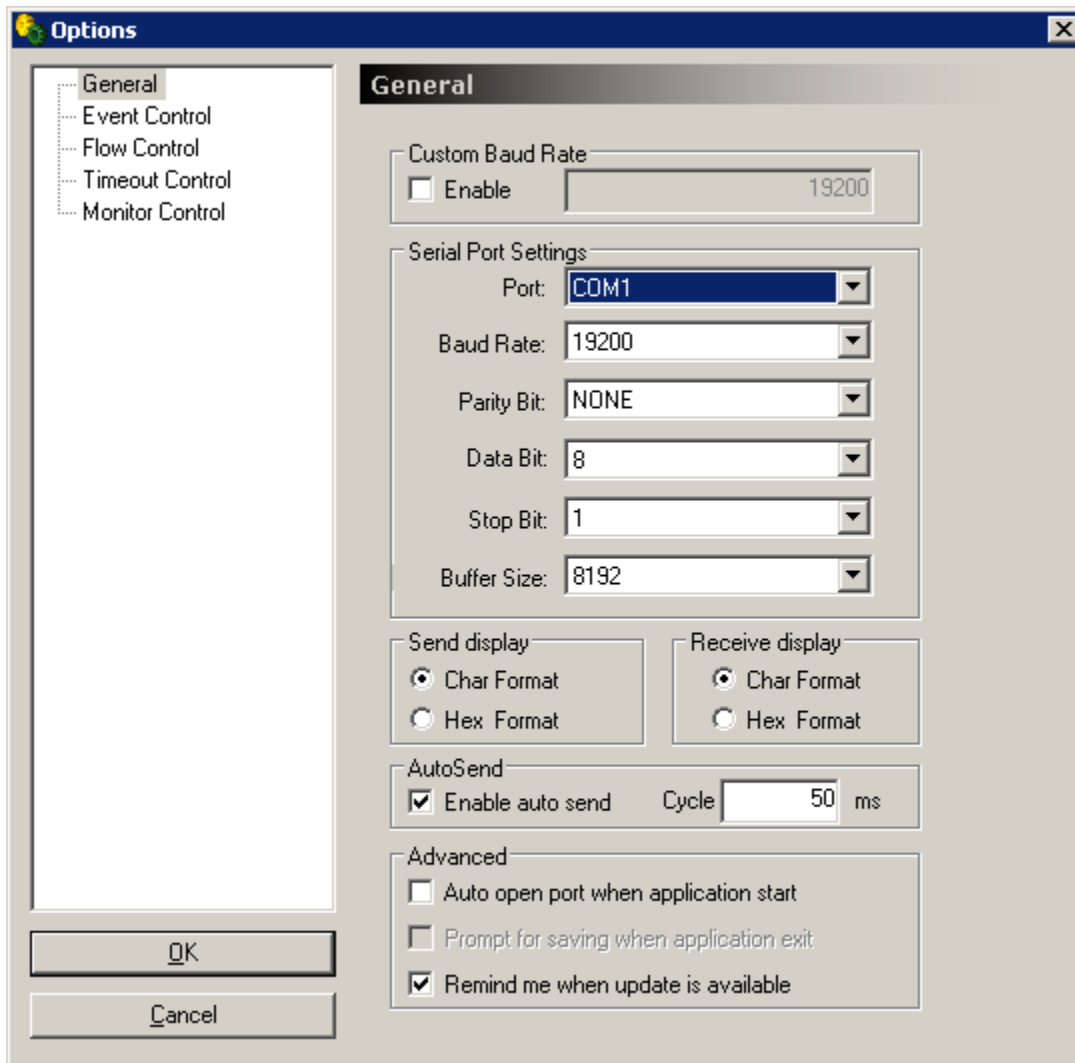 Options
General
Event Control
Flow Control
Timeout Control
Monitor Control
OK
Cancel
General
Custom Baud Rate
Enable 19200
Serial Port Settings
Port: COM1
Baud Rate: 19200
Parity Bit: NONE
Data Bit: 8
Stop Bit: 1
Buffer Size: 8192
Send display
Char Format
Hex Format
Receive display
Char Format
Hex Format
AutoSend
Enable auto send Cycle 50 ms
Advanced
Auto open port when application start
Prompt for saving when application exit
Remind me when update is available